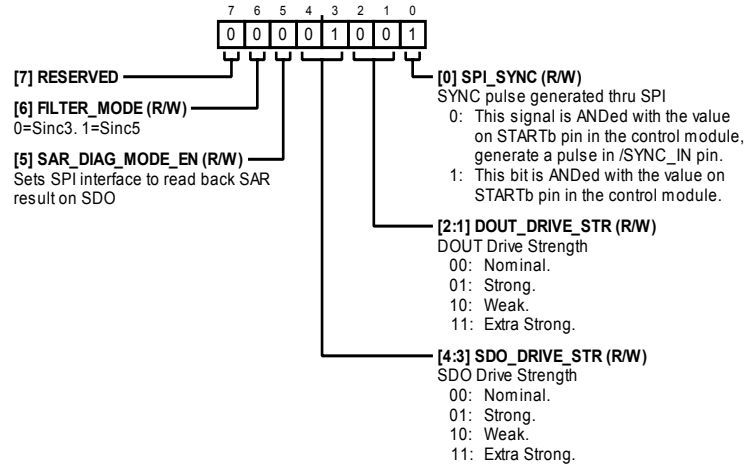 7 6 5 4 3 2 1 0
0 0 0 0 1 0 0 1
[7] RESERVED
[6] FILTER_MODE (R/W)
0=Sinc3. 1=Sinc5
[5] SAR_DIAG_MODE_EN (R/W)
Sets SPI interface to read back SAR
result on SDO
[0] SPI_SYNC (R/W)
SYNC pulse generated thru SPI
0: This signal is ANDed with the value
on STARTb pin in the control module,
generate a pulse in /SYNC_IN pin.
1: This bit is ANDed with the value on
STARTb pin in the control module.
[2:1] DOUT_DRIVE_STR (R/W)
DOUT Drive Strength
00: Nominal.
01: Strong.
10: Weak.
11: Extra Strong.
[4:3] SDO_DRIVE_STR (R/W)
SDO Drive Strength
00: Nominal.
01: Strong.
10: Weak.
11: Extra Strong.